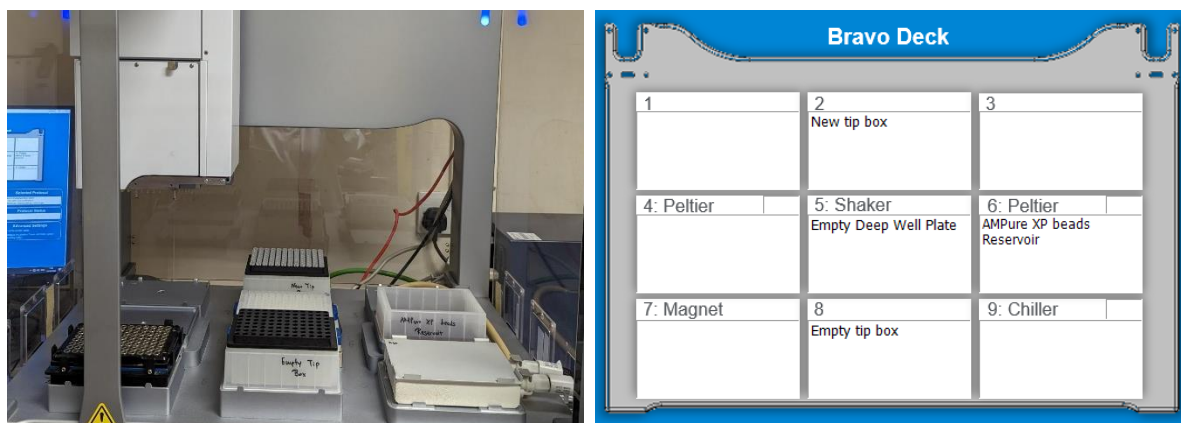 New Tip
AMPure XP beads
Reservoir
Empty Tip
Box
Bravo Deck
1
2
New tip box
3
4: Peltier
5: Shaker
Empty Deep Well Plate
6: Peltier
AMPure XP beads
Reservoir
7: Magnet
8
Empty tip box
9: Chiller